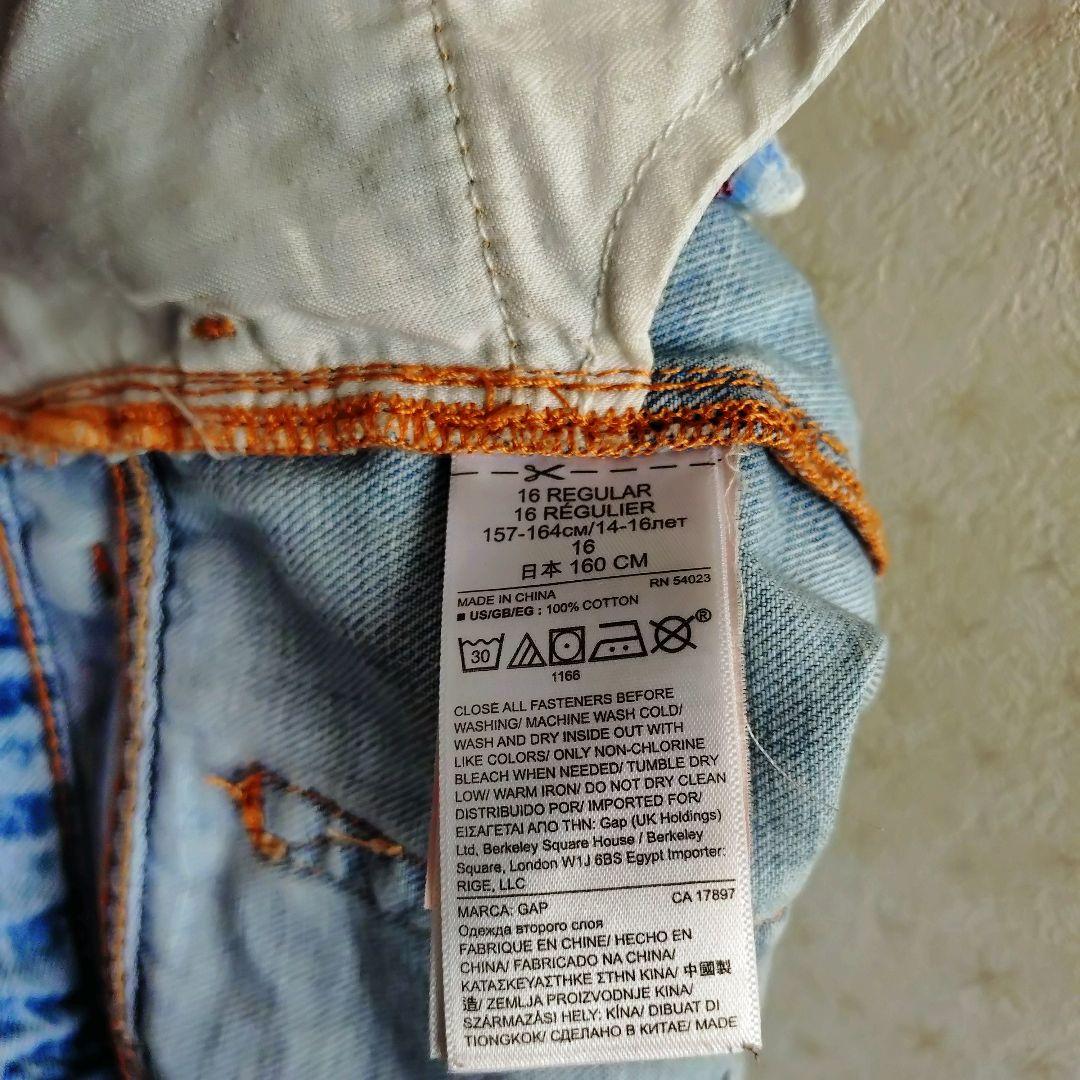 16 REGULAR
16 RÉGULIER
157-164см/14-16лет
16
日本 160 CM
RN 54023
MADE IN CHINA
■ US/GB/EG : 100% COTTON
30
®
1166
CLOSE ALL FASTENERS BEFORE
WASHING/ MACHINE WASH COLD/
WASH AND DRY INSIDE OUT WITH
LIKE COLORS/ ONLY NON-CHLORINE
BLEACH WHEN NEEDED/ TUMBLE DRY
LOW/ WARM IRON/ DO NOT DRY CLEAN
DISTRIBUIDO POR/ IMPORTED FOR/
ΕΙΣΑΓΕΤΑΙ ΑΠΟ ΤΗΝ: Gap (UK Holdings)
Ltd, Berkeley Square House / Berkeley
Square, London W1J 6BS Egypt Importer:
RIGE, LLC
MARCA: GAP
CA 17897
Одежда второго слоя
FABRIQUE EN CHINE/ HECHO EN
CHINA/ FABRICADO NA CHINA/
ΚΑΤΑΣΚΕΥΑΣΤΗΚΕ ΣΤΗΝ ΚΙΝΑ/ 中國製
造/ ZEMLJA PROIZVODNJE KINA/
SZÁRMAZÁSI HELY: KÍNA/ DIBUAT DI
TIONGKOK/ СДЕЛАНО В КИТАЕ/ MADE